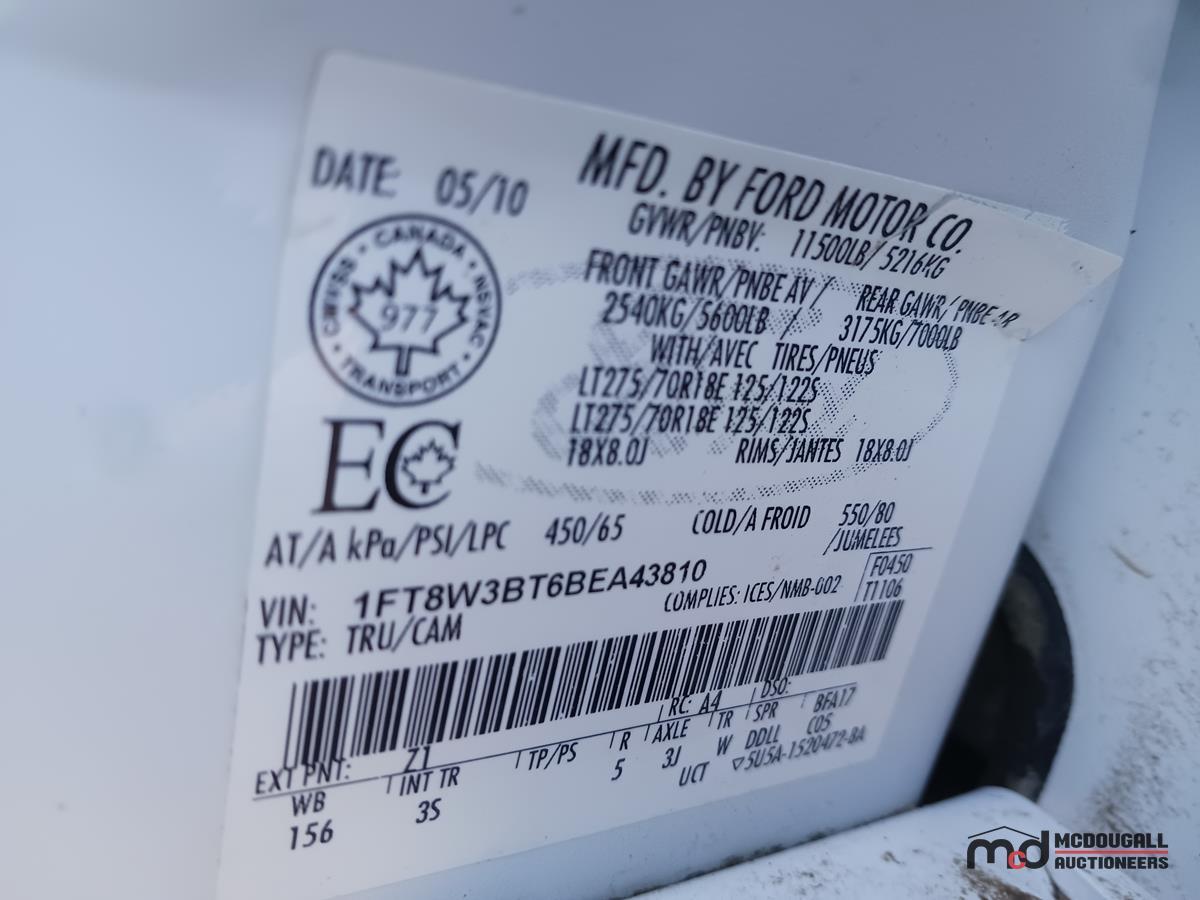 DATE: 05/10
MFD. BY FORD MOTOR CO.
GVWR/PNBV: 11500LB/ 5216KG
FRONT GAWR/PNBE AV / REAR GAWR/ PNBE AR
2540KG/5600LB / 3175KG/7000LB
WITH/AVEC TIRES/PNEUS
LT275/70R18E 125/122S
LT275/70R18E 125/122S
18X8.0J RIMS/JANTES 18X8.0J
CANADA • NSVAC • TRANSPORT • CMVSS •
977
EC
AT/A kPa/PSI/LPC 450/65 COLD/A FROID 550/80
/JUMELEES
VIN: 1FT8W3BT6BEA43810
COMPLIES: ICES/NMB-002
F0450
T1106
TYPE: TRU/CAM
EXT PNT: Z1 RC: A4 DSO:
WB INT TR TP/PS R AXLE TR SPR BFA17
156 3S 5 3J W DDLL C05
UCT ▽5U5A-1520472-BA
mcd MCDOUGALL
AUCTIONEERS